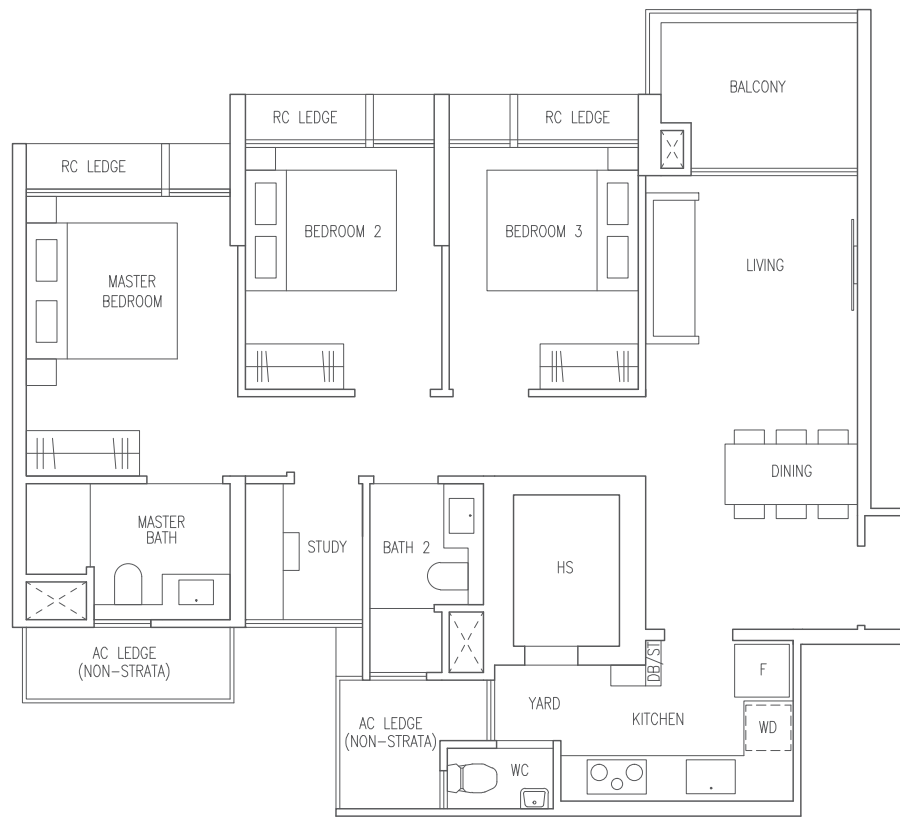 BALCONY
RC LEDGE
RC LEDGE
RC LEDGE
BEDROOM 2
BEDROOM 3
LIVING
MASTER
BEDROOM
DINING
MASTER
BATH
STUDY
BATH 2
HS
AC LEDGE
(NON-STRATA)
DB/ST
F
YARD
KITCHEN
WD
AC LEDGE
(NON-STRATA)
WC